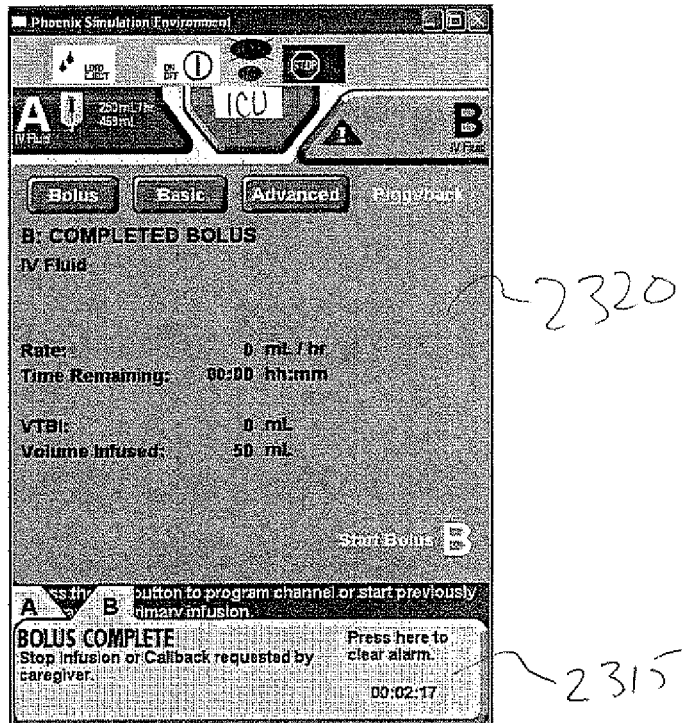 Phoenix Simulation Environment
LOAD
EJECT
ON
OFF
STOP
A
250 mL/hr
IV Fluid
ICU
B
IV Fluid
Bolus Basic Advanced Piggyback
B: COMPLETED BOLUS
IV Fluid
2320
Rate: 0 mL / hr
Time Remaining: 00:00 hh:mm
VTBI: 0 mL
Volume Infused: 50 mL
Start Bolus B
button to program channel or start previously
infusion.
A B
BOLUS COMPLETE
Stop Infusion or Callback requested by
caregiver.
Press here to
clear alarm.
00:02:17
2315